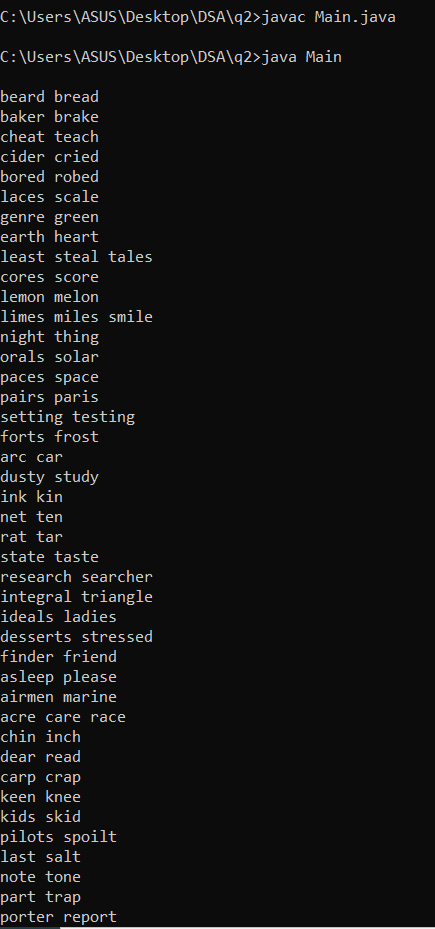 C:\Users\ASUS\Desktop\DSA\q2>javac Main.java
C:\Users\ASUS\Desktop\DSA\q2>java Main
beard bread
baker brake
cheat teach
cider cried
bored robed
laces scale
genre green
earth heart
least steal tales
cores score
lemon melon
limes miles smile
night thing
orals solar
paces space
pairs paris
setting testing
forts frost
arc car
dusty study
ink kin
net ten
rat tar
state taste
research searcher
integral triangle
ideals ladies
desserts stressed
finder friend
asleep please
airmen marine
acre care race
chin inch
dear read
carp crap
keen knee
kids skid
pilots spoilt
last salt
note tone
part trap
porter report